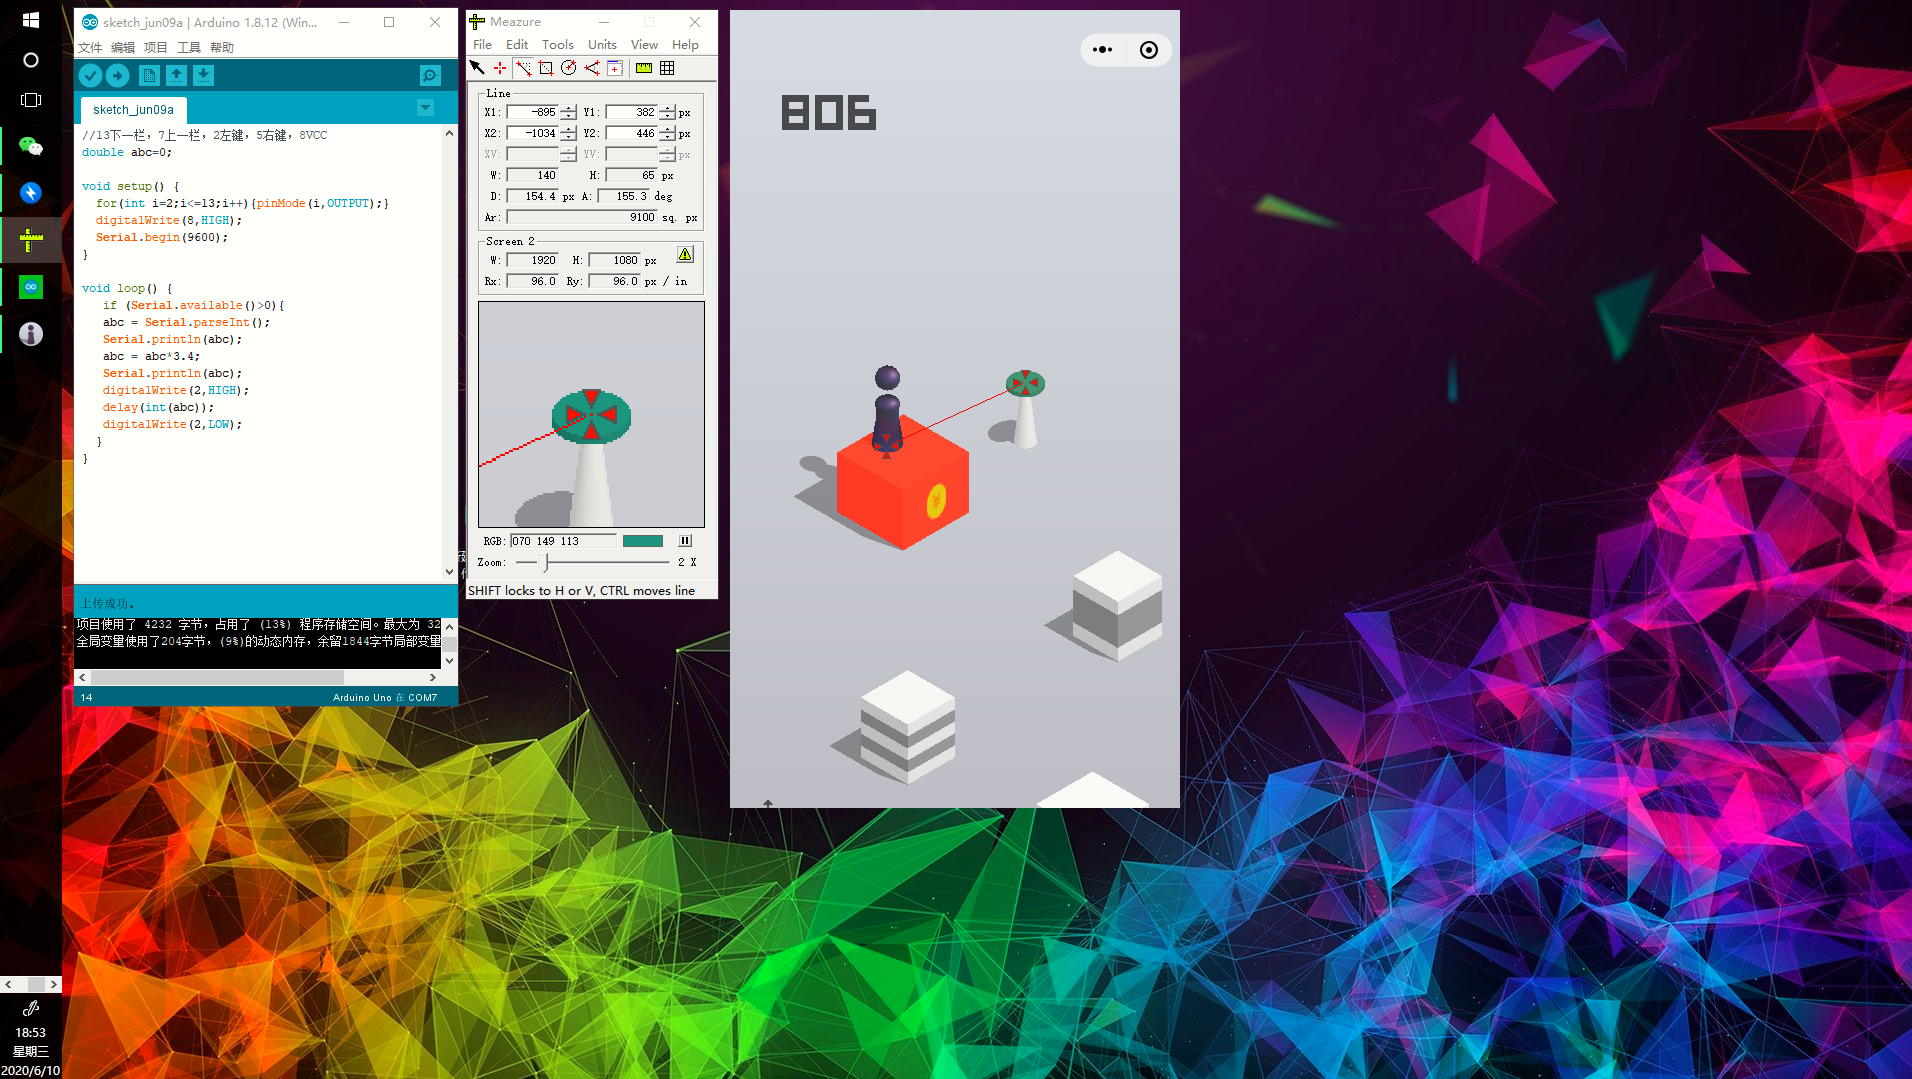 sketch_jun09a | Arduino 1.8.12 (Win...
文件 编辑 项目 工具 帮助
sketch_jun09a
//13下一栏，7上一栏，2左键，5右键，8VCC
double abc=0;
void setup() {
for(int i=2;i<=13;i++){pinMode(i,OUTPUT);}
digitalWrite(8,HIGH);
Serial.begin(9600);
}
void loop() {
if (Serial.available()>0){
abc = Serial.parseInt();
Serial.println(abc);
abc = abc*3.4;
Serial.println(abc);
digitalWrite(2,HIGH);
delay(int(abc));
digitalWrite(2,LOW);
}
}
上传成功。
项目使用了 4232 字节，占用了 (13%) 程序存储空间。最大为 32
全局变量使用了204字节，(9%)的动态内存，余留1844字节局部变量
14
Arduino Uno 在 COM7
Meazure
File Edit Tools Units View Help
Line
X1: -895 Y1: 382 px
X2: -1034 Y2: 446 px
XV: YV: px
W: 140 H: 65 px
D: 154.4 px A: 155.3 deg
Ar: 9100 sq. px
Screen 2
W: 1920 H: 1080 px
Rx: 96.0 Ry: 96.0 px / in
RGB: 070 149 113
Zoom: 2 X
SHIFT locks to H or V, CTRL moves line
806
18:53
星期三
2020/6/10